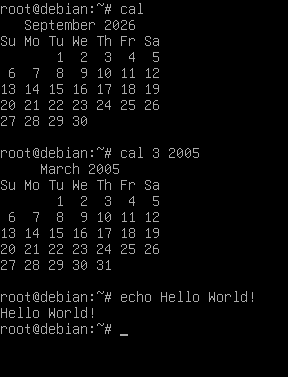 root@debian:~# cal
   September 2026
Su Mo Tu We Th Fr Sa
       1  2  3  4  5
 6  7  8  9 10 11 12
13 14 15 16 17 18 19
20 21 22 23 24 25 26
27 28 29 30

root@debian:~# cal 3 2005
     March 2005
Su Mo Tu We Th Fr Sa
       1  2  3  4  5
 6  7  8  9 10 11 12
13 14 15 16 17 18 19
20 21 22 23 24 25 26
27 28 29 30 31

root@debian:~# echo Hello World!
Hello World!
root@debian:~# _